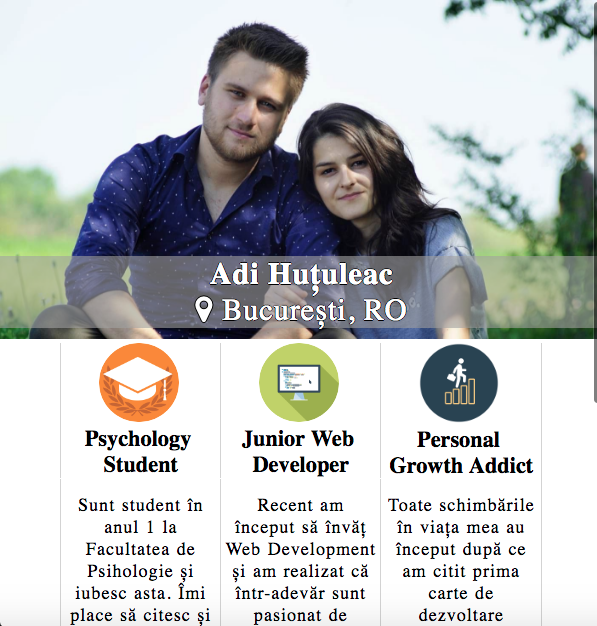 Adi Huțuleac
București, RO
Psychology
Student
Sunt student în
anul 1 la
Facultatea de
Psihologie și
iubesc asta. Îmi
place să citesc și
Junior Web
Developer
Recent am
început să învăț
Web Development
și am realizat că
într-adevăr sunt
pasionat de
Personal
Growth Addict
Toate schimbările
în viața mea au
început după ce
am citit prima
carte de
dezvoltare